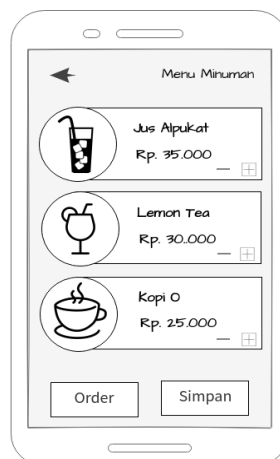 Menu Minuman
Jus Alpukat
Rp. 35.000
Lemon Tea
Rp. 30..000
Kopi O
Rp. 25.000
Order
Simpan